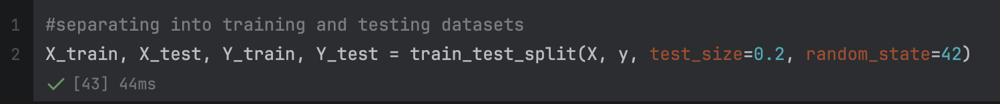 1 #separating into training and testing datasets
2 X_train, X_test, Y_train, Y_test = train_test_split(X, y, test_size=0.2, random_state=42)
✓ [43] 44ms